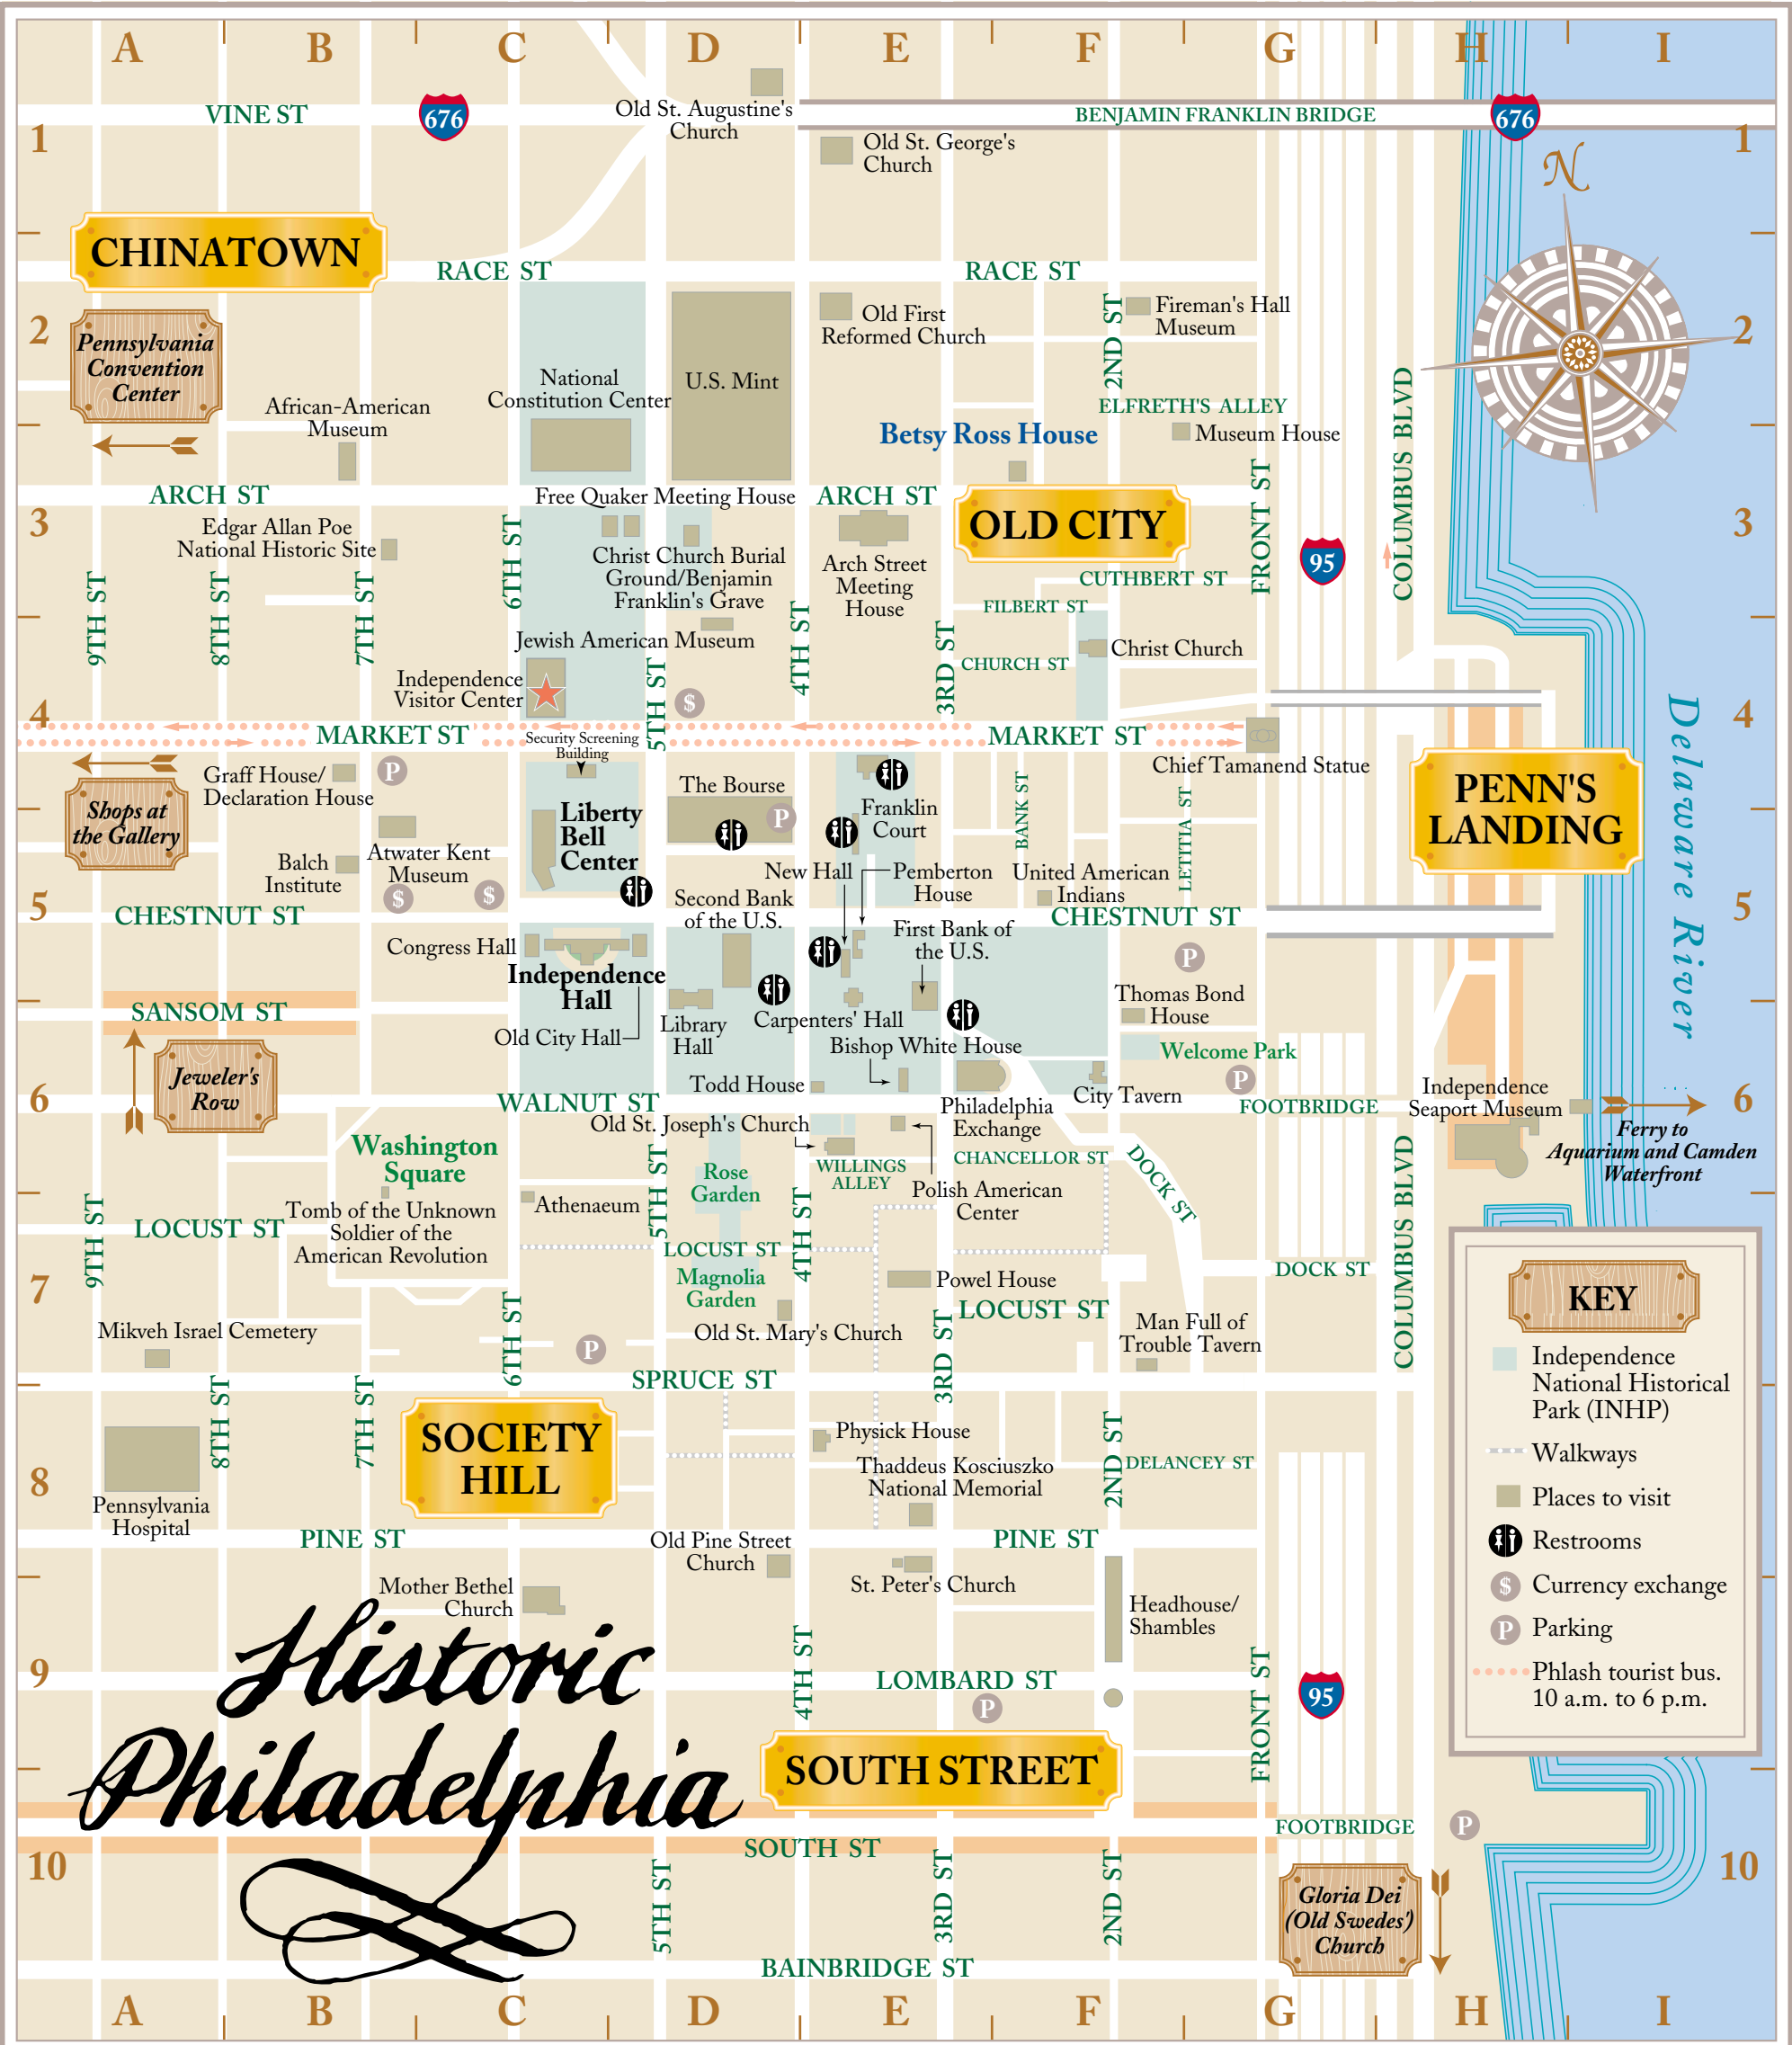 A B C D E F G H I
VINE ST
676
Old St. Augustine's
Church
BENJAMIN FRANKLIN BRIDGE
676
1
Old St. George's
Church
1
N
CHINATOWN
RACE ST
RACE ST
2
Pennsylvania
Convention
Center
Old First
Reformed Church
2ND ST
Fireman's Hall
Museum
2
National
Constitution Center
U.S. Mint
African-American
Museum
ELFRETH'S ALLEY
Betsy Ross House
Museum House
COLUMBUS BLVD
ARCH ST
Free Quaker Meeting House
ARCH ST
FRONT ST
3
Edgar Allan Poe
National Historic Site
6TH ST
Christ Church Burial
Ground/Benjamin
Franklin's Grave
Arch Street
Meeting
House
OLD CITY
95
3
CUTHBERT ST
FILBERT ST
9TH ST
8TH ST
7TH ST
4TH ST
3RD ST
Jewish American Museum
Christ Church
CHURCH ST
Independence
Visitor Center
5TH ST
$
4
4
MARKET ST
Security Screening
Building
MARKET ST
Delaware River
Chief Tamanend Statue
Graff House/
Declaration House
P
The Bourse
P
PENN'S
LANDING
Shops at
the Gallery
Liberty
Bell
Center
Franklin
Court
BANK ST
LETITIA ST
Balch
Institute
Atwater Kent
Museum
$
$
New Hall
Pemberton
House
United American
Indians
5
Second Bank
of the U.S.
5
CHESTNUT ST
CHESTNUT ST
Congress Hall
First Bank of
the U.S.
P
Independence
Hall
SANSOM ST
Old City Hall
Library
Hall
Carpenters' Hall
Thomas Bond
House
Bishop White House
Welcome Park
Jeweler's
Row
Todd House
P
City Tavern
6
WALNUT ST
Philadelphia
Exchange
FOOTBRIDGE
Independence
Seaport Museum
6
Old St. Joseph's Church
Ferry to
Aquarium and Camden
Waterfront
Washington
Square
Rose
Garden
WILLINGS
ALLEY
CHANCELLOR ST
DOCK ST
Polish American
Center
Athenaeum
Tomb of the Unknown
Soldier of the
American Revolution
9TH ST
LOCUST ST
5TH ST
4TH ST
COLUMBUS BLVD
LOCUST ST
DOCK ST
7
Magnolia
Garden
Powel House
LOCUST ST
KEY
Mikveh Israel Cemetery
6TH ST
P
Old St. Mary's Church
3RD ST
Man Full of
Trouble Tavern
Independence
National Historical
Park (INHP)
SPRUCE ST
8TH ST
7TH ST
SOCIETY
HILL
Physick House
2ND ST
Walkways
8
Thaddeus Kosciuszko
National Memorial
DELANCEY ST
Places to visit
Pennsylvania
Hospital
PINE ST
Old Pine Street
Church
PINE ST
Restrooms
Mother Bethel
Church
St. Peter's Church
$
Currency exchange
Headhouse/
Shambles
P
Parking
Historic
Philadelphia
9
4TH ST
LOMBARD ST
P
FRONT ST
95
Phlash tourist bus.
10 a.m. to 6 p.m.
SOUTH STREET
FOOTBRIDGE
P
SOUTH ST
10
5TH ST
3RD ST
2ND ST
Gloria Dei
(Old Swedes')
Church
10
BAINBRIDGE ST
A B C D E F G H I